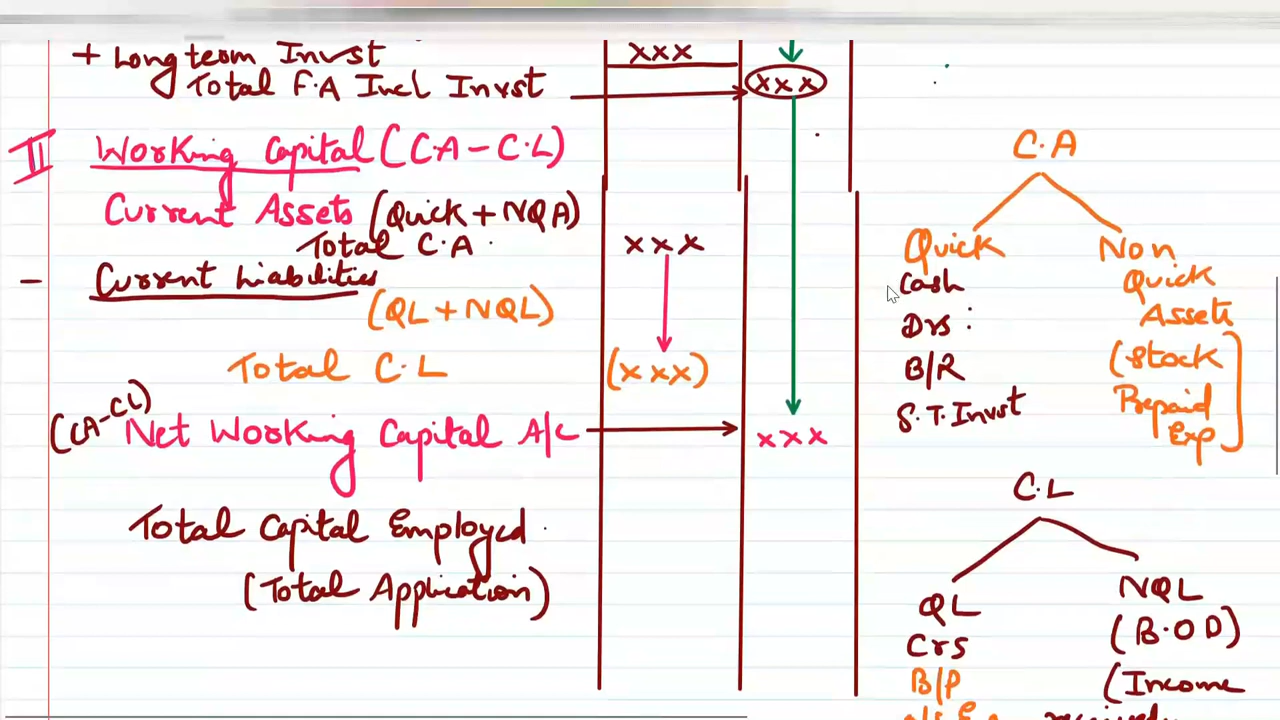 + Long term Invst xxx
Total F.A Incl Invst xxx
II Working Capital (CA - C.L)
Current Assets (Quick + NQA)
Total C.A. xxx
- Current Liabilities
(QL + NQL)
Total C.L (xxx)
(CA-CL) Net Working Capital A/c xxx
Total Capital Employed
(Total Application)
C.A
Quick
Cash
Drs :
B/R
S.T. Invst
Non
Quick
Assets
(Stock
Prepaid
Exp
C.L
QL
Crs
B/P
NQL
(B.O D)
(Income